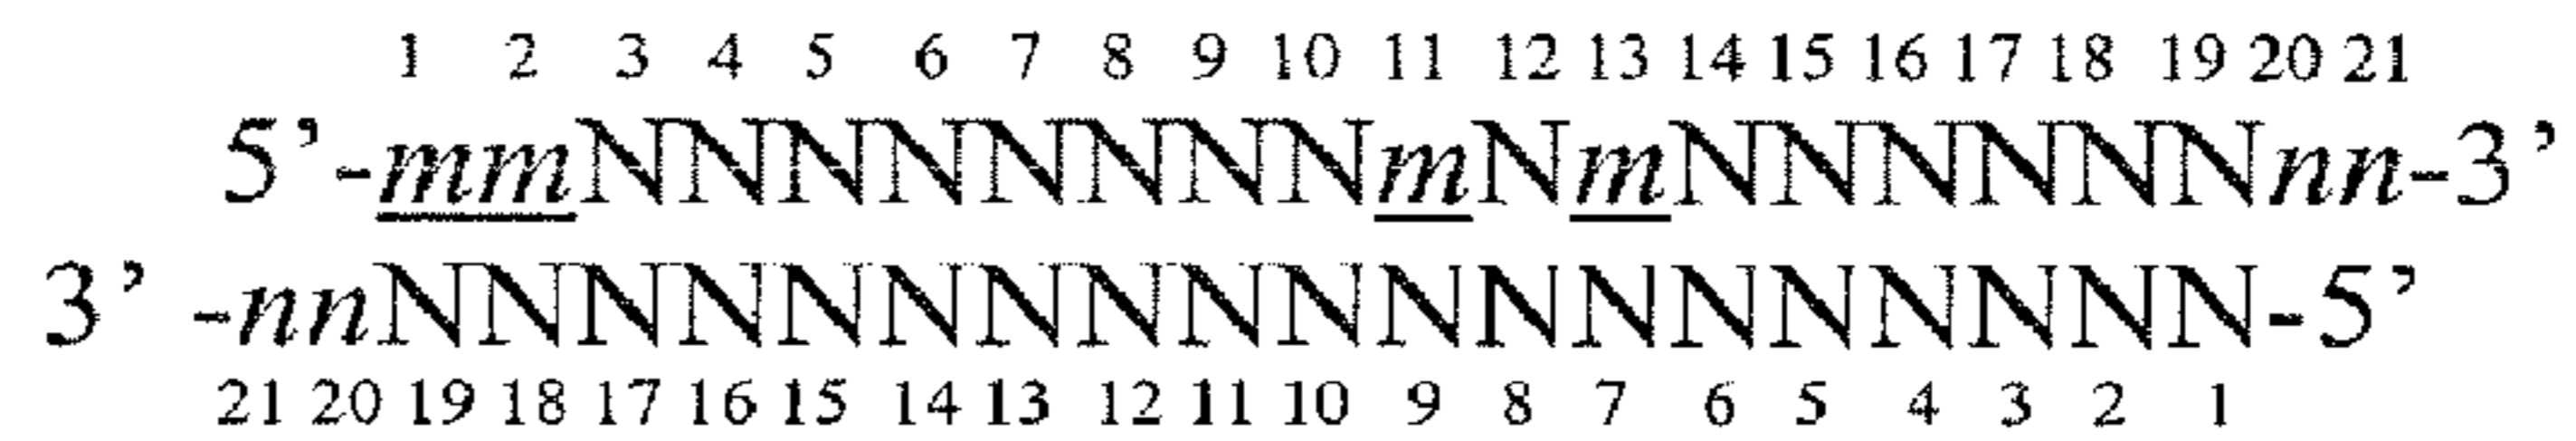 1 2 3 4 5 6 7 8 9 10 11 12 13 14 15 16 17 18 19 20 21
5’-mmNNNNNNNNmNmNNNNNNnn-3’
3’-nnNNNNNNNNNNNNNNNNNNN-5’
21 20 19 18 17 16 15 14 13 12 11 10 9 8 7 6 5 4 3 2 1